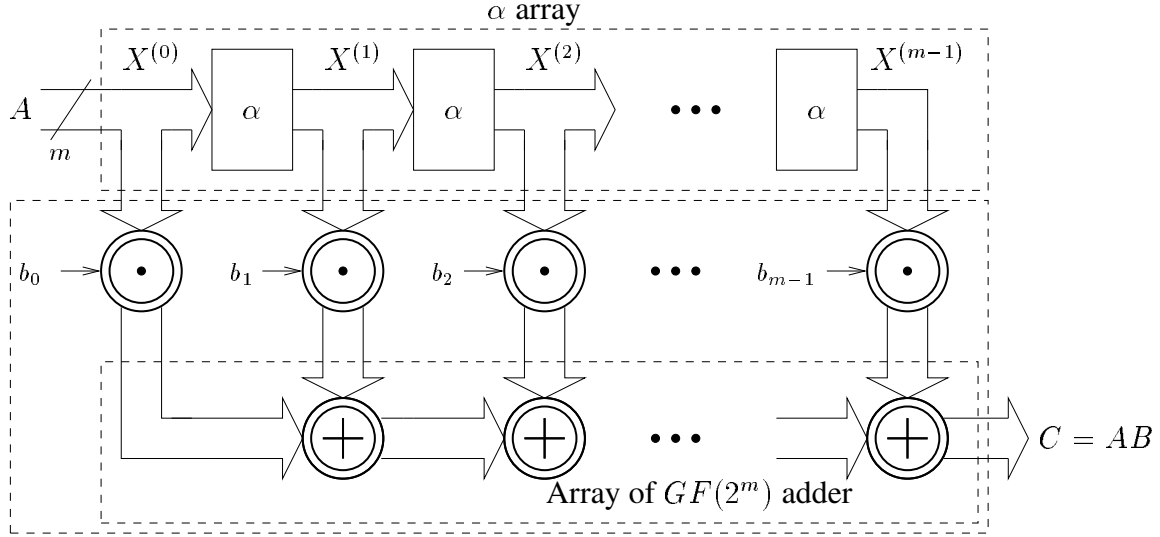 α array
X^{(0)} X^{(1)} X^{(2)} X^{(m−1)}
A α α ••• α
m
b_0 b_1 b_2 ••• b_{m−1}
••• C = AB
Array of GF(2^m) adder